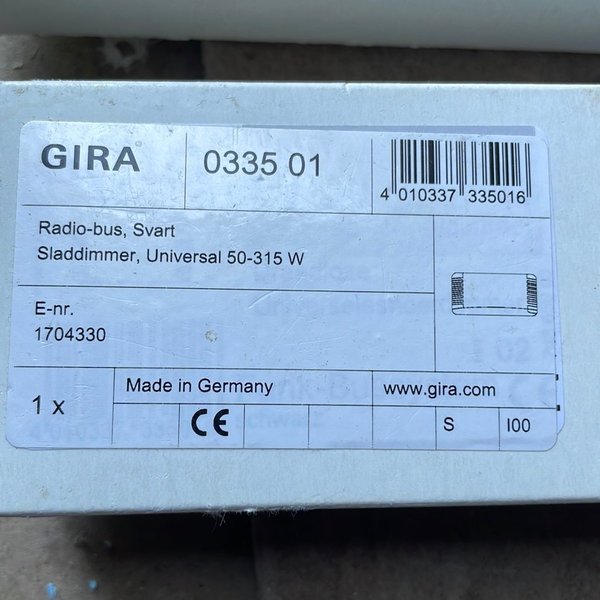 GIRA 0335 01
4 010337 335016
Radio-bus, Svart
Sladdimmer, Universal 50-315 W
E-nr.
1704330
1 x
Made in Germany
www.gira.com
CE
S
I00